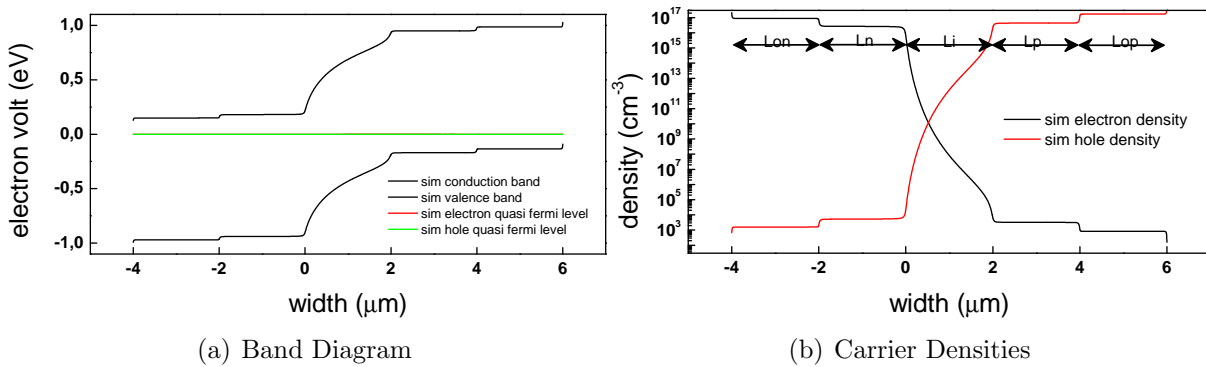 1,0
0,5
0,0
-0,5
-1,0
electron volt (eV)
sim conduction band
sim valence band
sim electron quasi fermi level
sim hole quasi fermi level
-4 -2 0 2 4 6
width (μm)
(a) Band Diagram
10^17
10^15
10^13
10^11
10^9
10^7
10^5
10^3
density (cm^-3)
Lon Ln Li Lp Lop
sim electron density
sim hole density
-4 -2 0 2 4 6
width (μm)
(b) Carrier Densities